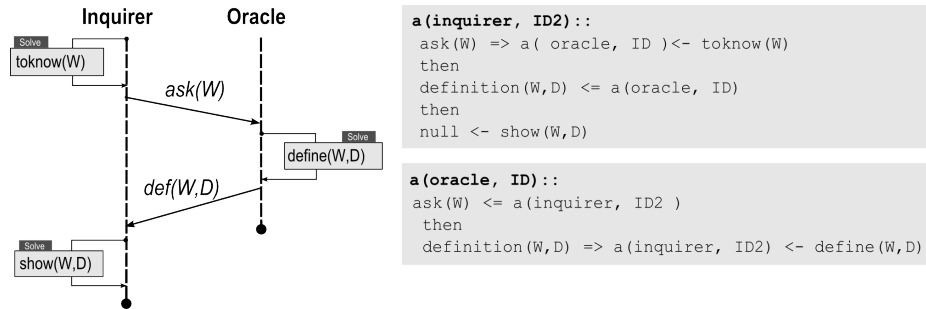 Inquirer Oracle
Solve
toknow(W)
ask(W)
Solve
define(W,D)
def(W,D)
Solve
show(W,D)
a(inquirer, ID2)::
ask(W) => a( oracle, ID )<- toknow(W)
then
definition(W,D) <= a(oracle, ID)
then
null <- show(W,D)
a(oracle, ID)::
ask(W) <= a(inquirer, ID2 )
then
definition(W,D) => a(inquirer, ID2) <- define(W,D)